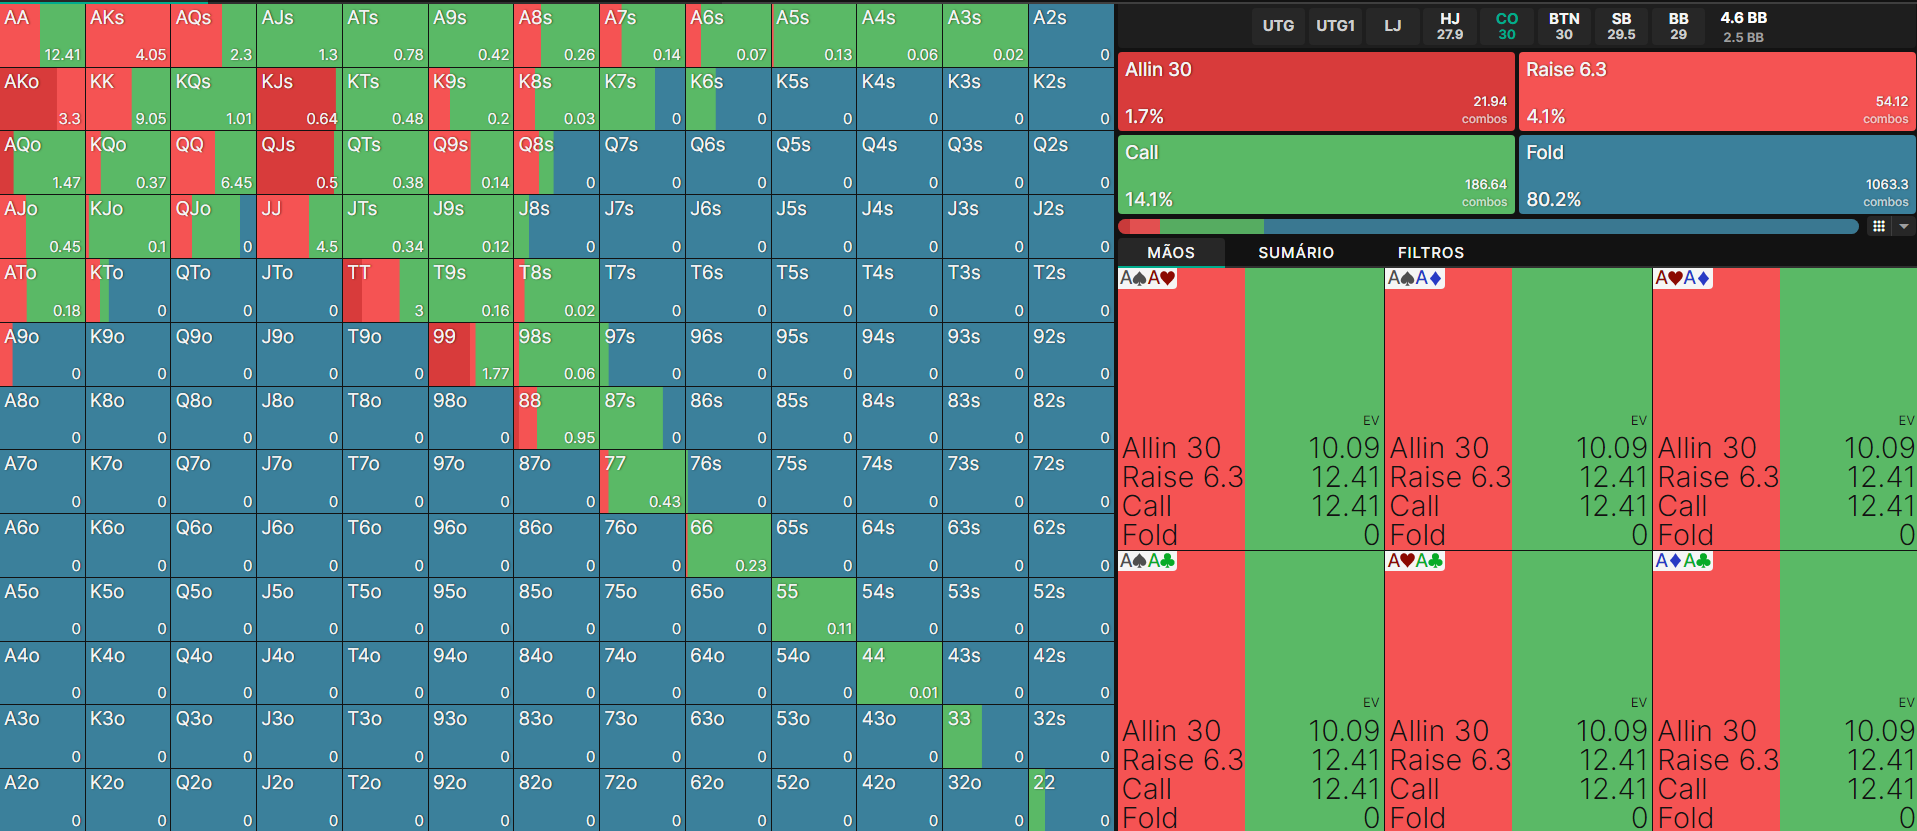 UTG UTG1 LJ HJ CO BTN SB BB 4.6 BB
27.9 30 30 29.5 29 2.5 BB
AA AKs AQs AJs ATs A9s A8s A7s A6s A5s A4s A3s A2s
12.41 4.05 2.3 1.3 0.78 0.42 0.26 0.14 0.07 0.13 0.06 0.02 0
AKo KK KQs KJs KTs K9s K8s K7s K6s K5s K4s K3s K2s
3.3 9.05 1.01 0.64 0.48 0.2 0.03 0 0 0 0 0 0
AQo KQo QQ QJs QTs Q9s Q8s Q7s Q6s Q5s Q4s Q3s Q2s
1.47 0.37 6.45 0.5 0.38 0.14 0 0 0 0 0 0 0
AJo KJo QJo JJ JTs J9s J8s J7s J6s J5s J4s J3s J2s
0.45 0.1 0 4.5 0.34 0.12 0 0 0 0 0 0 0
ATo KTo QTo JTo TT T9s T8s T7s T6s T5s T4s T3s T2s
0.18 0 0 0 3 0.16 0.02 0 0 0 0 0 0
A9o K9o Q9o J9o T9o 99 98s 97s 96s 95s 94s 93s 92s
0 0 0 0 0 1.77 0.06 0 0 0 0 0 0
A8o K8o Q8o J8o T8o 98o 88 87s 86s 85s 84s 83s 82s
0 0 0 0 0 0 0.95 0 0 0 0 0 0
A7o K7o Q7o J7o T7o 97o 87o 77 76s 75s 74s 73s 72s
0 0 0 0 0 0 0 0.43 0 0 0 0 0
A6o K6o Q6o J6o T6o 96o 86o 76o 66 65s 64s 63s 62s
0 0 0 0 0 0 0 0 0.23 0 0 0 0
A5o K5o Q5o J5o T5o 95o 85o 75o 65o 55 54s 53s 52s
0 0 0 0 0 0 0 0 0 0.11 0 0 0
A4o K4o Q4o J4o T4o 94o 84o 74o 64o 54o 44 43s 42s
0 0 0 0 0 0 0 0 0 0 0.01 0 0
A3o K3o Q3o J3o T3o 93o 83o 73o 63o 53o 43o 33 32s
0 0 0 0 0 0 0 0 0 0 0 0 0
A2o K2o Q2o J2o T2o 92o 82o 72o 62o 52o 42o 32o 22
0 0 0 0 0 0 0 0 0 0 0 0 0
Allin 30
21.94
1.7% combos
Raise 6.3
54.12
4.1% combos
Call
186.64
14.1% combos
Fold
1063.3
80.2% combos
MÃOS SUMÁRIO FILTROS
A♠A♥ A♠A♦ A♥A♦
EV EV EV
Allin 30 10.09 Allin 30 10.09 Allin 30 10.09
Raise 6.3 12.41 Raise 6.3 12.41 Raise 6.3 12.41
Call 12.41 Call 12.41 Call 12.41
Fold 0 Fold 0 Fold 0
A♠A♣ A♥A♣ A♦A♣
EV EV EV
Allin 30 10.09 Allin 30 10.09 Allin 30 10.09
Raise 6.3 12.41 Raise 6.3 12.41 Raise 6.3 12.41
Call 12.41 Call 12.41 Call 12.41
Fold 0 Fold 0 Fold 0